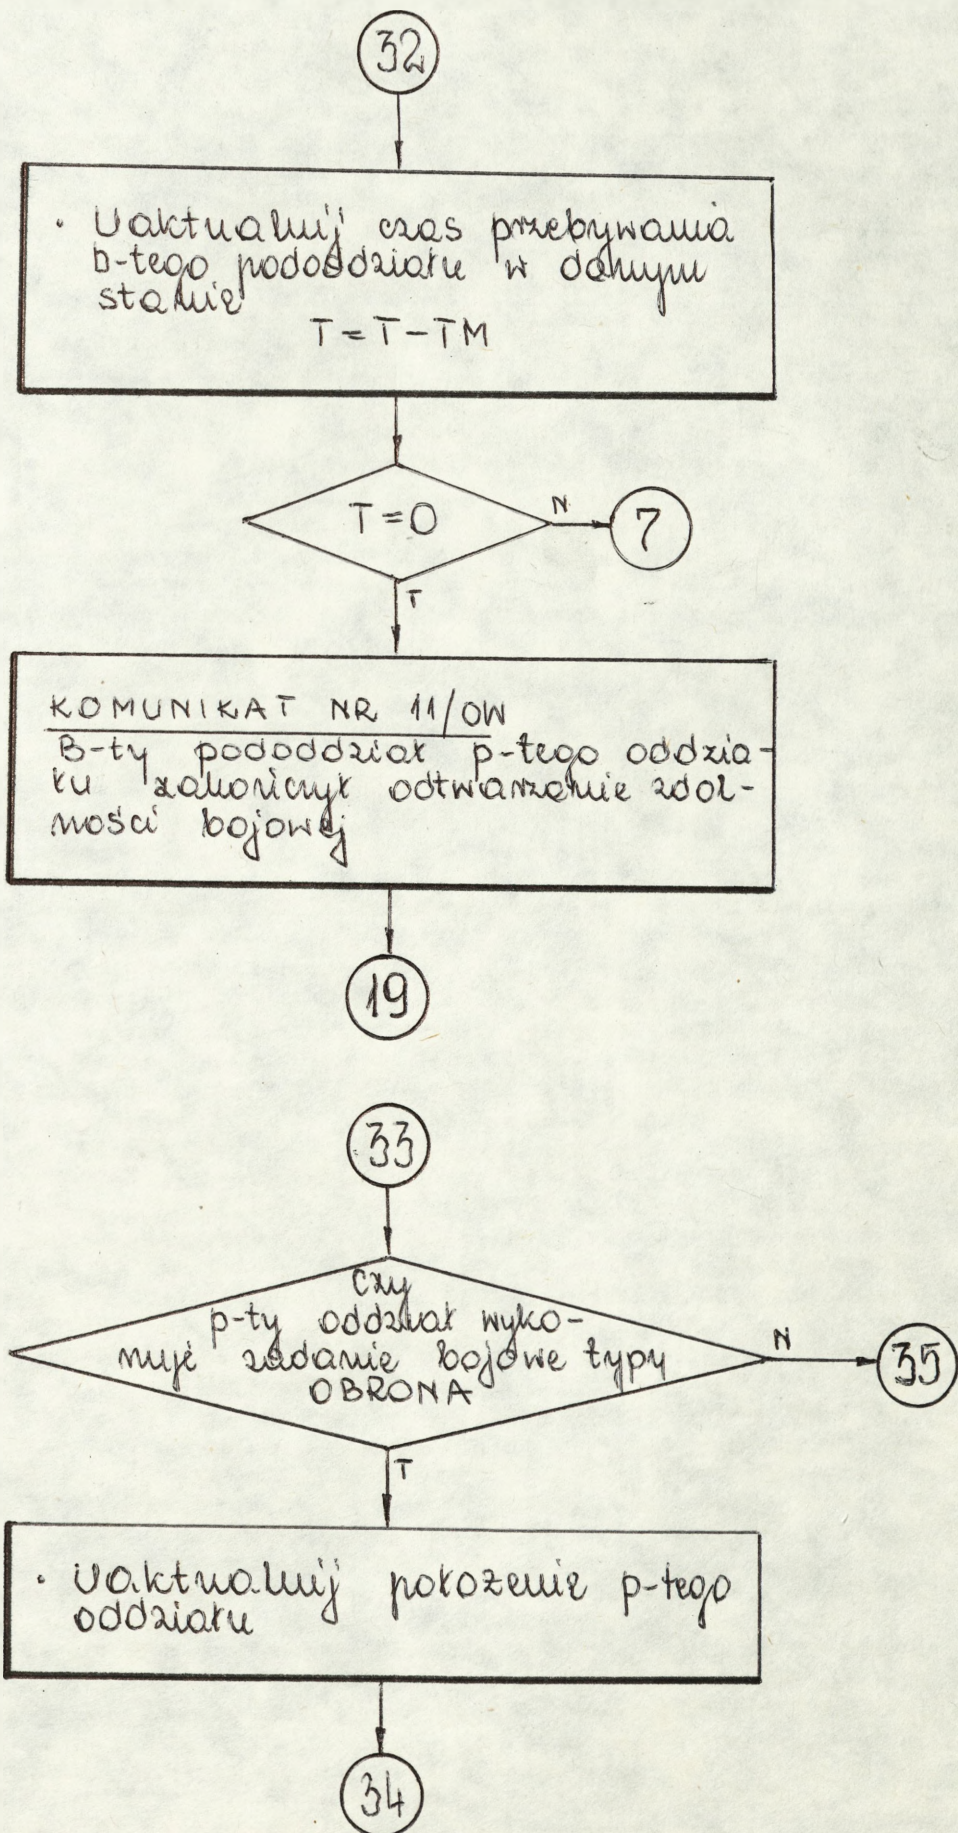 32
· Uaktualnij czas przebywania
b-tego pododdziału w danym
stanie
T = T - TM
T = 0
N
7
T
KOMUNIKAT NR 11/OW
B-ty pododdział p-tego oddzia-
łu zakończył odtwarzanie zdol-
ności bojowej
19
33
Czy
p-ty oddział wyko-
nuje zadanie bojowe typu
OBRONA
N
35
T
· Uaktualnij położenie p-tego
oddziału
34